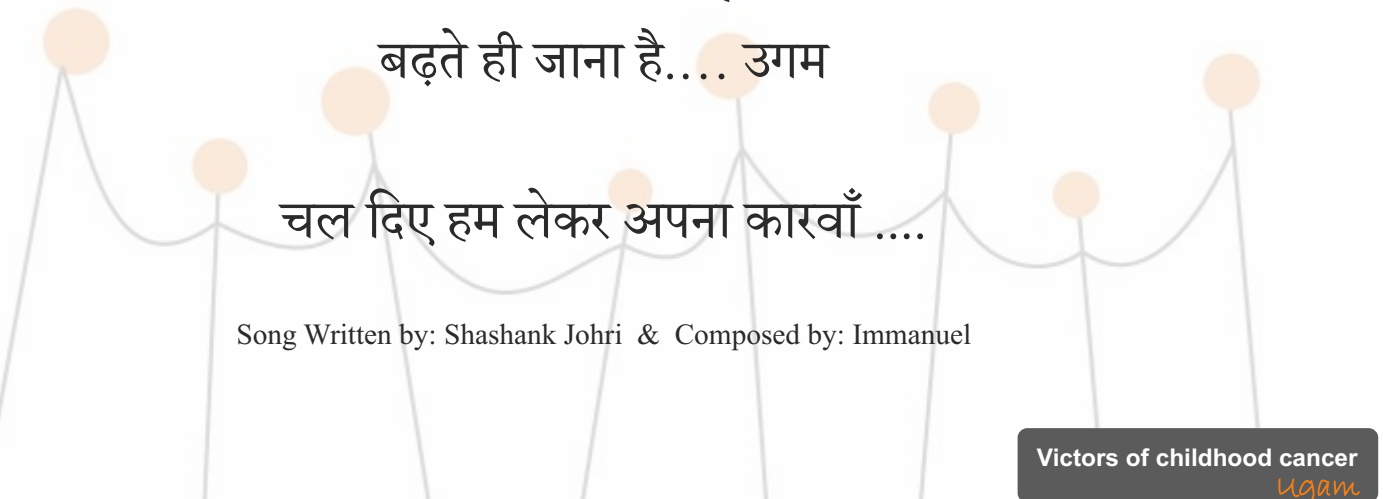 बढ़ते ही जाना है.... उगम
चल दिए हम लेकर अपना कारवाँ ....
Song Written by: Shashank Johri & Composed by: Immanuel
Victors of childhood cancer
Ugam